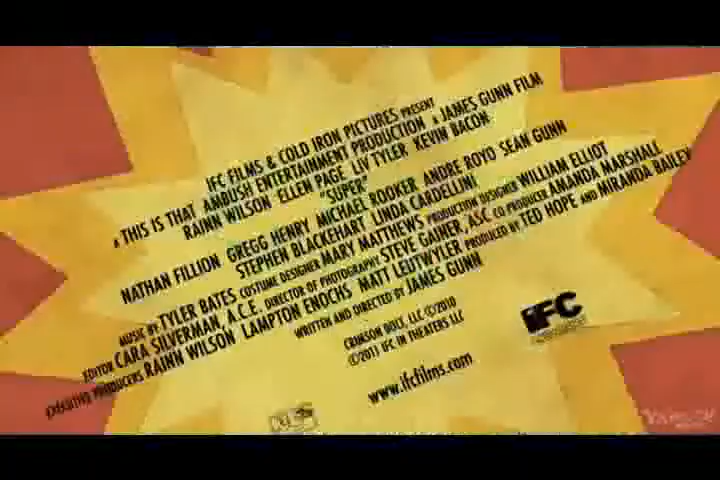 IFC FILMS & COLD IRON PICTURES PRESENT
A THIS IS THAT AMBUSH ENTERTAINMENT PRODUCTION A JAMES GUNN FILM
RAINN WILSON ELLEN PAGE LIV TYLER KEVIN BACON
"SUPER"
NATHAN FILLION GREGG HENRY MICHAEL ROOKER ANDRE ROYO SEAN GUNN
STEPHEN BLACKEHART LINDA CARDELLINI
MUSIC BY TYLER BATES COSTUME DESIGNER MARY MATTHEWS PRODUCTION DESIGNER WILLIAM ELLIOT
EDITOR CARA SILVERMAN, A.C.E. DIRECTOR OF PHOTOGRAPHY STEVE GAINER, ASC CO PRODUCER AMANDA MARSHALL
EXECUTIVE PRODUCERS RAINN WILSON LAMPTON ENOCHS MATT LEUTWYLER PRODUCED BY TED HOPE AND MIRANDA BAILEY
WRITTEN AND DIRECTED BY JAMES GUNN
CRIMSON BOLT, LLC ©2010
©2011 IFC IN THEATERS LLC
IFC
www.ifcfilms.com
YAHOO!